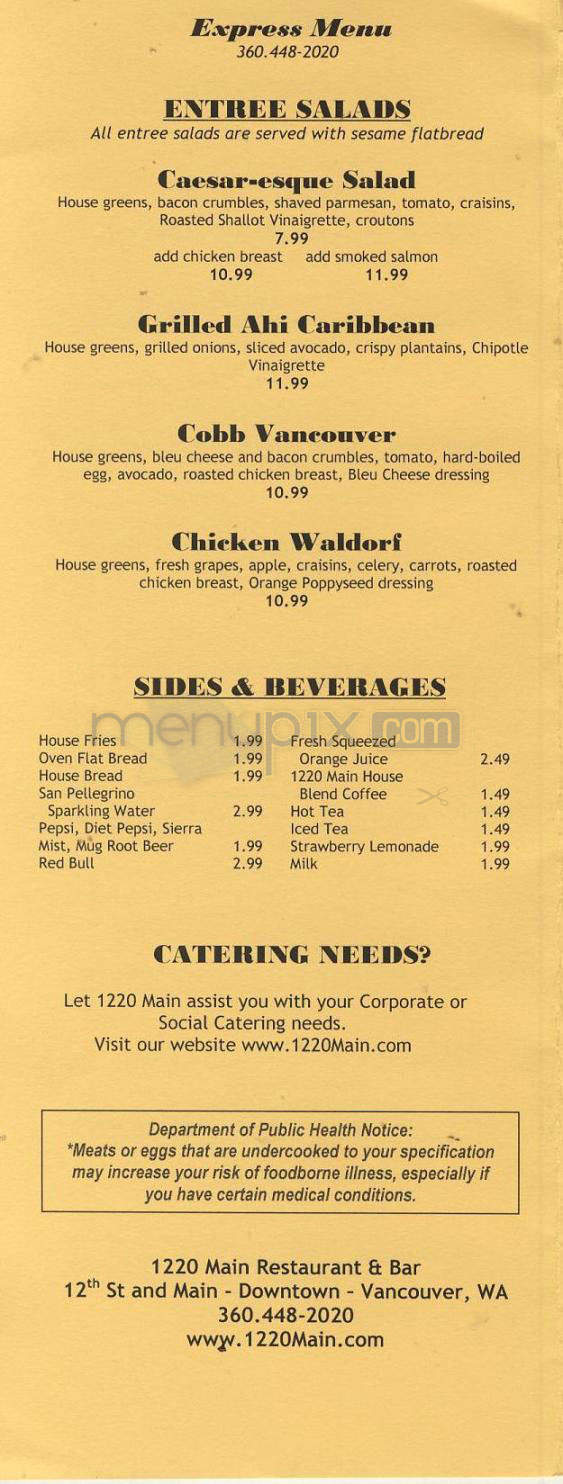 Express Menu
360.448-2020
ENTREE SALADS
All entree salads are served with sesame flatbread
Caesar-esque Salad
House greens, bacon crumbles, shaved parmesan, tomato, craisins,
Roasted Shallot Vinaigrette, croutons
7.99
add chicken breast add smoked salmon
10.99 11.99
Grilled Ahi Caribbean
House greens, grilled onions, sliced avocado, crispy plantains, Chipotle
Vinaigrette
11.99
Cobb Vancouver
House greens, bleu cheese and bacon crumbles, tomato, hard-boiled
egg, avocado, roasted chicken breast, Bleu Cheese dressing
10.99
Chicken Waldorf
House greens, fresh grapes, apple, craisins, celery, carrots, roasted
chicken breast, Orange Poppyseed dressing
10.99
SIDES & BEVERAGES
menupix.com
House Fries 1.99
Oven Flat Bread 1.99
House Bread 1.99
San Pellegrino
Sparkling Water 2.99
Pepsi, Diet Pepsi, Sierra
Mist, Mug Root Beer 1.99
Red Bull 2.99
Fresh Squeezed
Orange Juice 2.49
1220 Main House
Blend Coffee 1.49
Hot Tea 1.49
Iced Tea 1.49
Strawberry Lemonade 1.99
Milk 1.99
CATERING NEEDS?
Let 1220 Main assist you with your Corporate or
Social Catering needs.
Visit our website www.1220Main.com
Department of Public Health Notice:
*Meats or eggs that are undercooked to your specification
may increase your risk of foodborne illness, especially if
you have certain medical conditions.
1220 Main Restaurant & Bar
12th St and Main - Downtown - Vancouver, WA
360.448-2020
www.1220Main.com